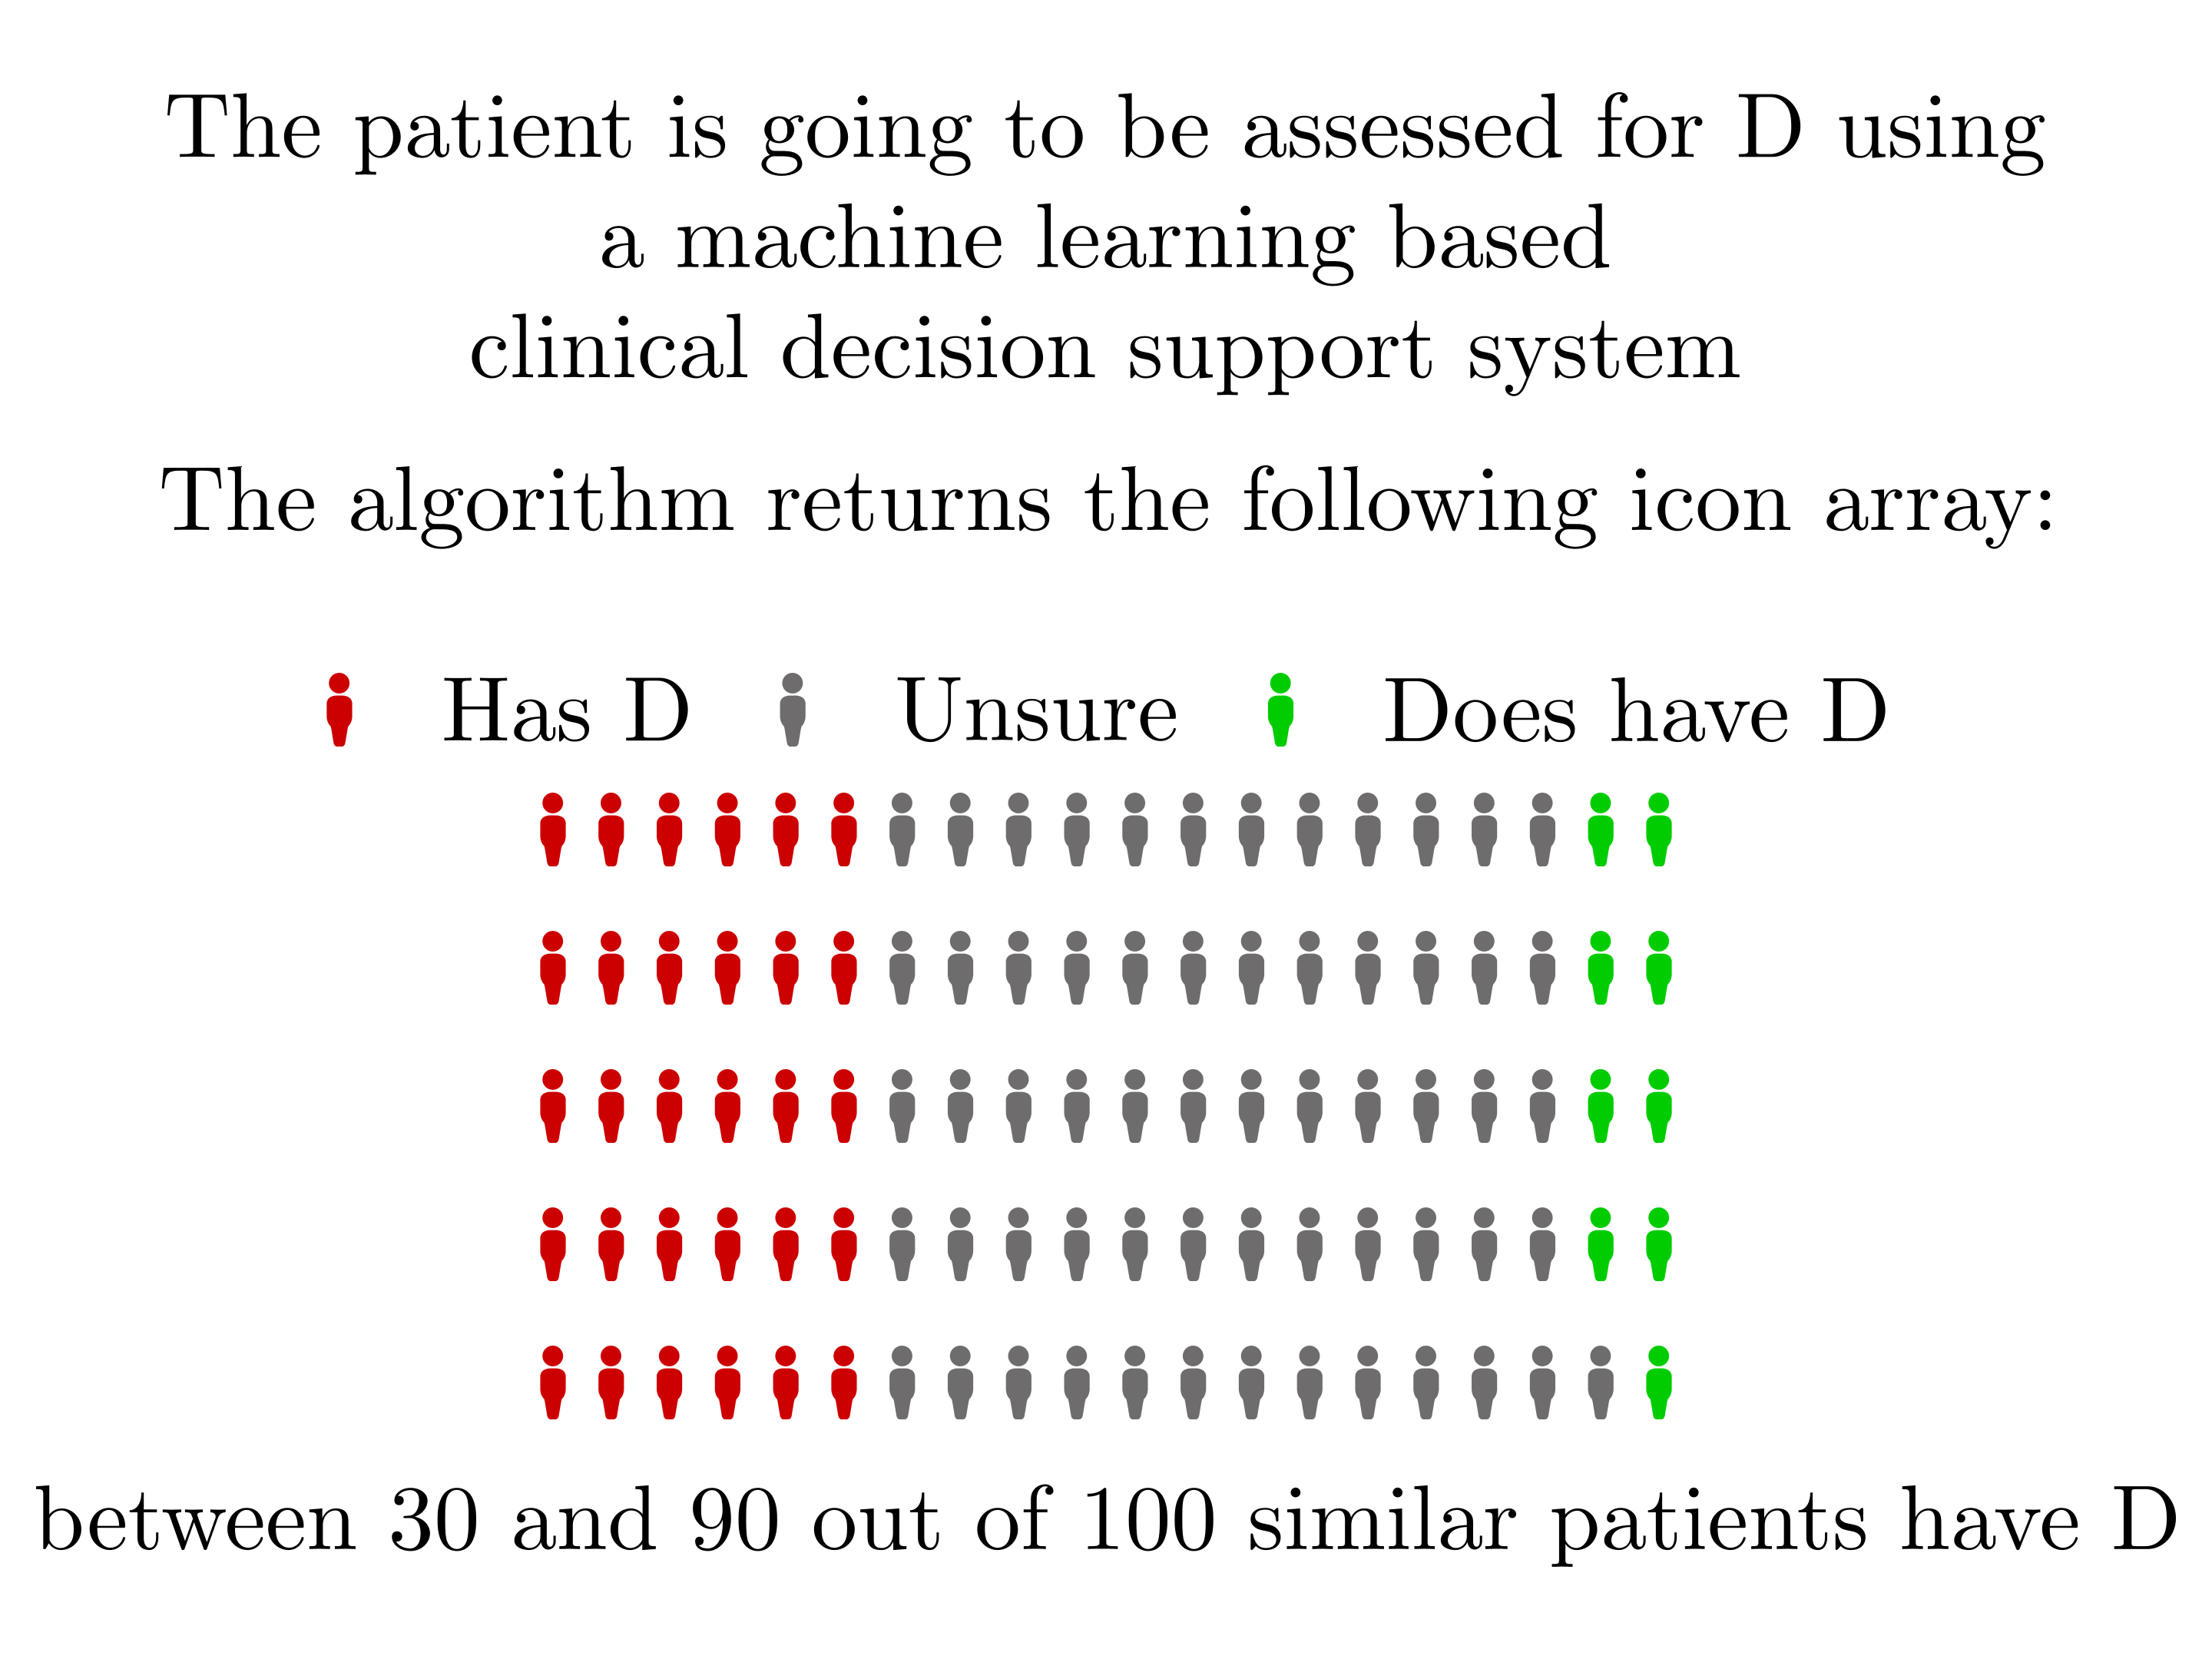 The patient is going to be assessed for D using
a machine learning based
clinical decision support system
The algorithm returns the following icon array:
Has D Unsure Does have D
between 30 and 90 out of 100 similar patients have D